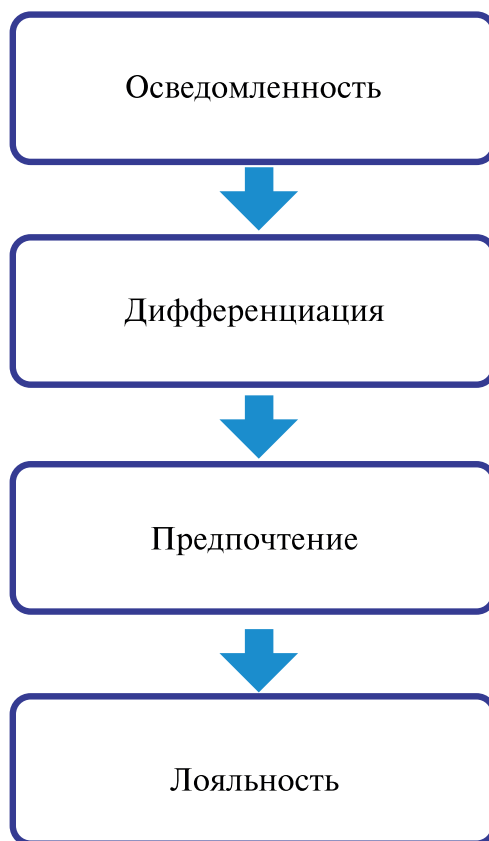 Осведомленность
Дифференциация
Предпочтение
Лояльность